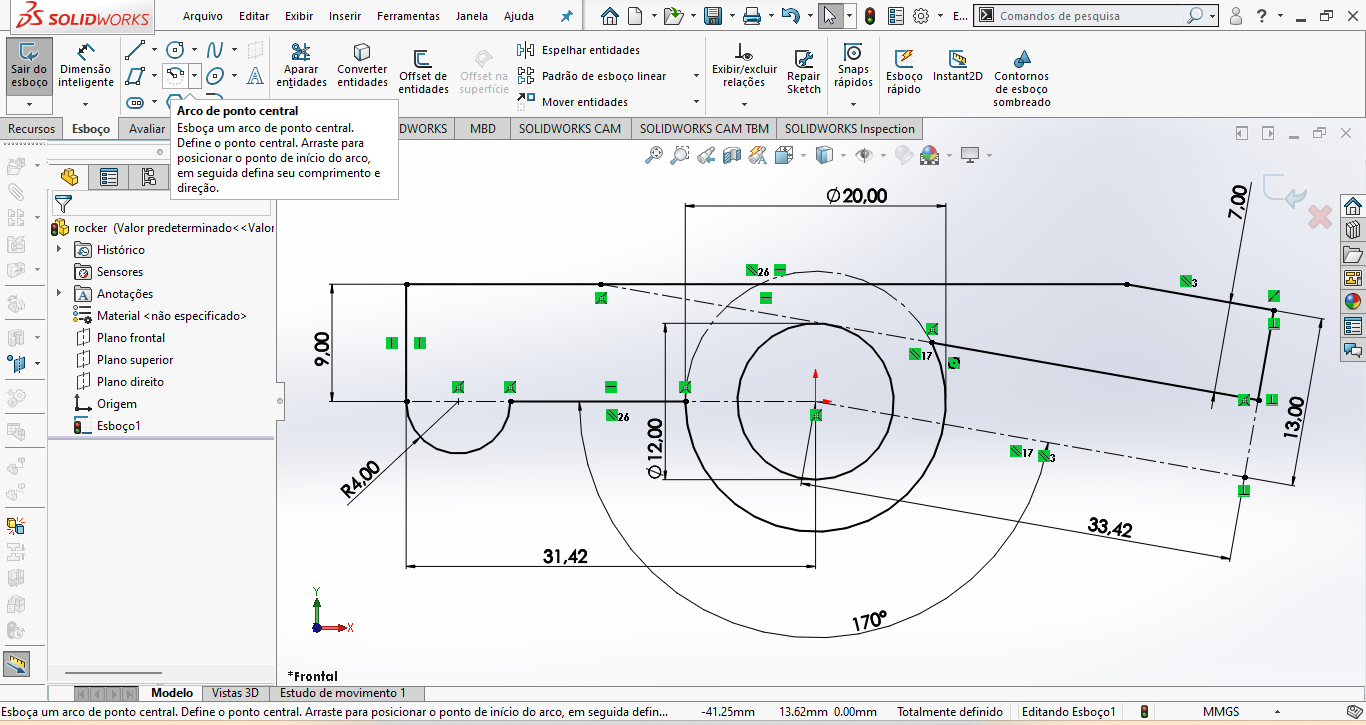 SOLIDWORKS
Arquivo Editar Exibir Inserir Ferramentas Janela Ajuda
E...
Comandos de pesquisa
?
Sair do esboço
Dimensão inteligente
Aparar entidades
Converter entidades
Offset de entidades
Offset na superfície
Espelhar entidades
Padrão de esboço linear
Mover entidades
Exibir/excluir relações
Repair Sketch
Snaps rápidos
Esboço rápido
Instant2D
Contornos de esboço sombreado
Recursos Esboço Avaliar DWORKS MBD SOLIDWORKS CAM SOLIDWORKS CAM TBM SOLIDWORKS Inspection
Arco de ponto central
Esboça um arco de ponto central.
Define o ponto central. Arraste para
posicionar o ponto de início do arco,
em seguida defina seu comprimento e
direção.
rocker (Valor predeterminado<<Valor
Histórico
Sensores
Anotações
Material <não especificado>
Plano frontal
Plano superior
Plano direito
Origem
Esboço1
∅20,00
7,00
26
3
9,00
17
26
∅12,00
13,00
17
3
R4,00
33,42
31,42
170°
Y
X
*Frontal
Modelo Vistas 3D Estudo de movimento 1
Esboça um arco de ponto central. Define o ponto central. Arraste para posicionar o ponto de início do arco, em seguida defin... -41.25mm 13.62mm 0.00mm Totalmente definido Editando Esboço1 MMGS